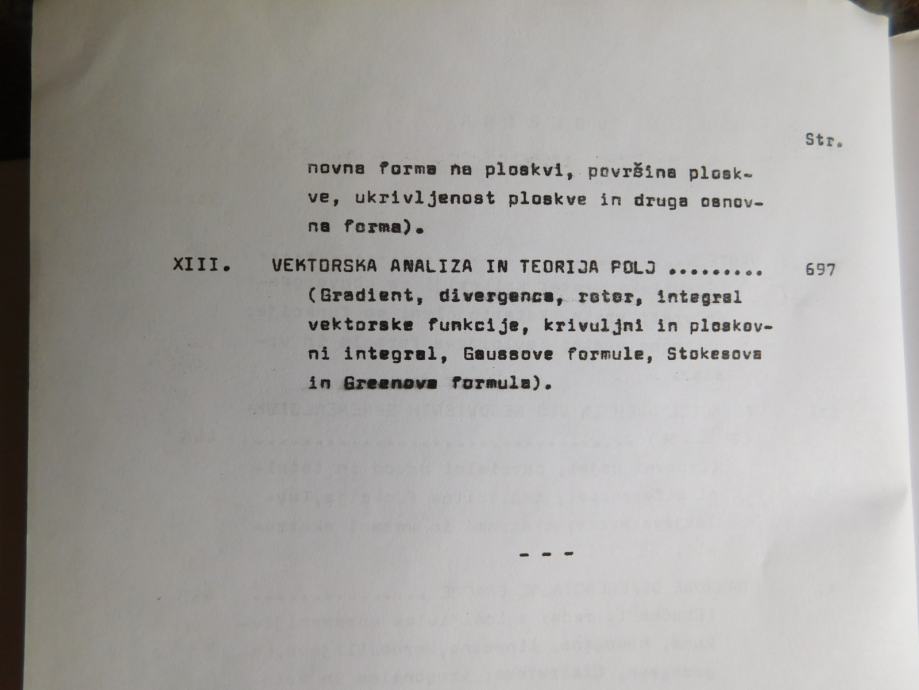 Str.
novna forma na ploskvi, površina plosk-
ve, ukrivljenost ploskve in druga osnov-
na forma).
XIII. VEKTORSKA ANALIZA IN TEORIJA POLJ ......... 697
(Gradient, divergenca, rotor, integral
vektorske funkcije, krivuljni in ploskov-
ni integral, Gaussove formule, Stokesova
in Greenova formula).
- - -